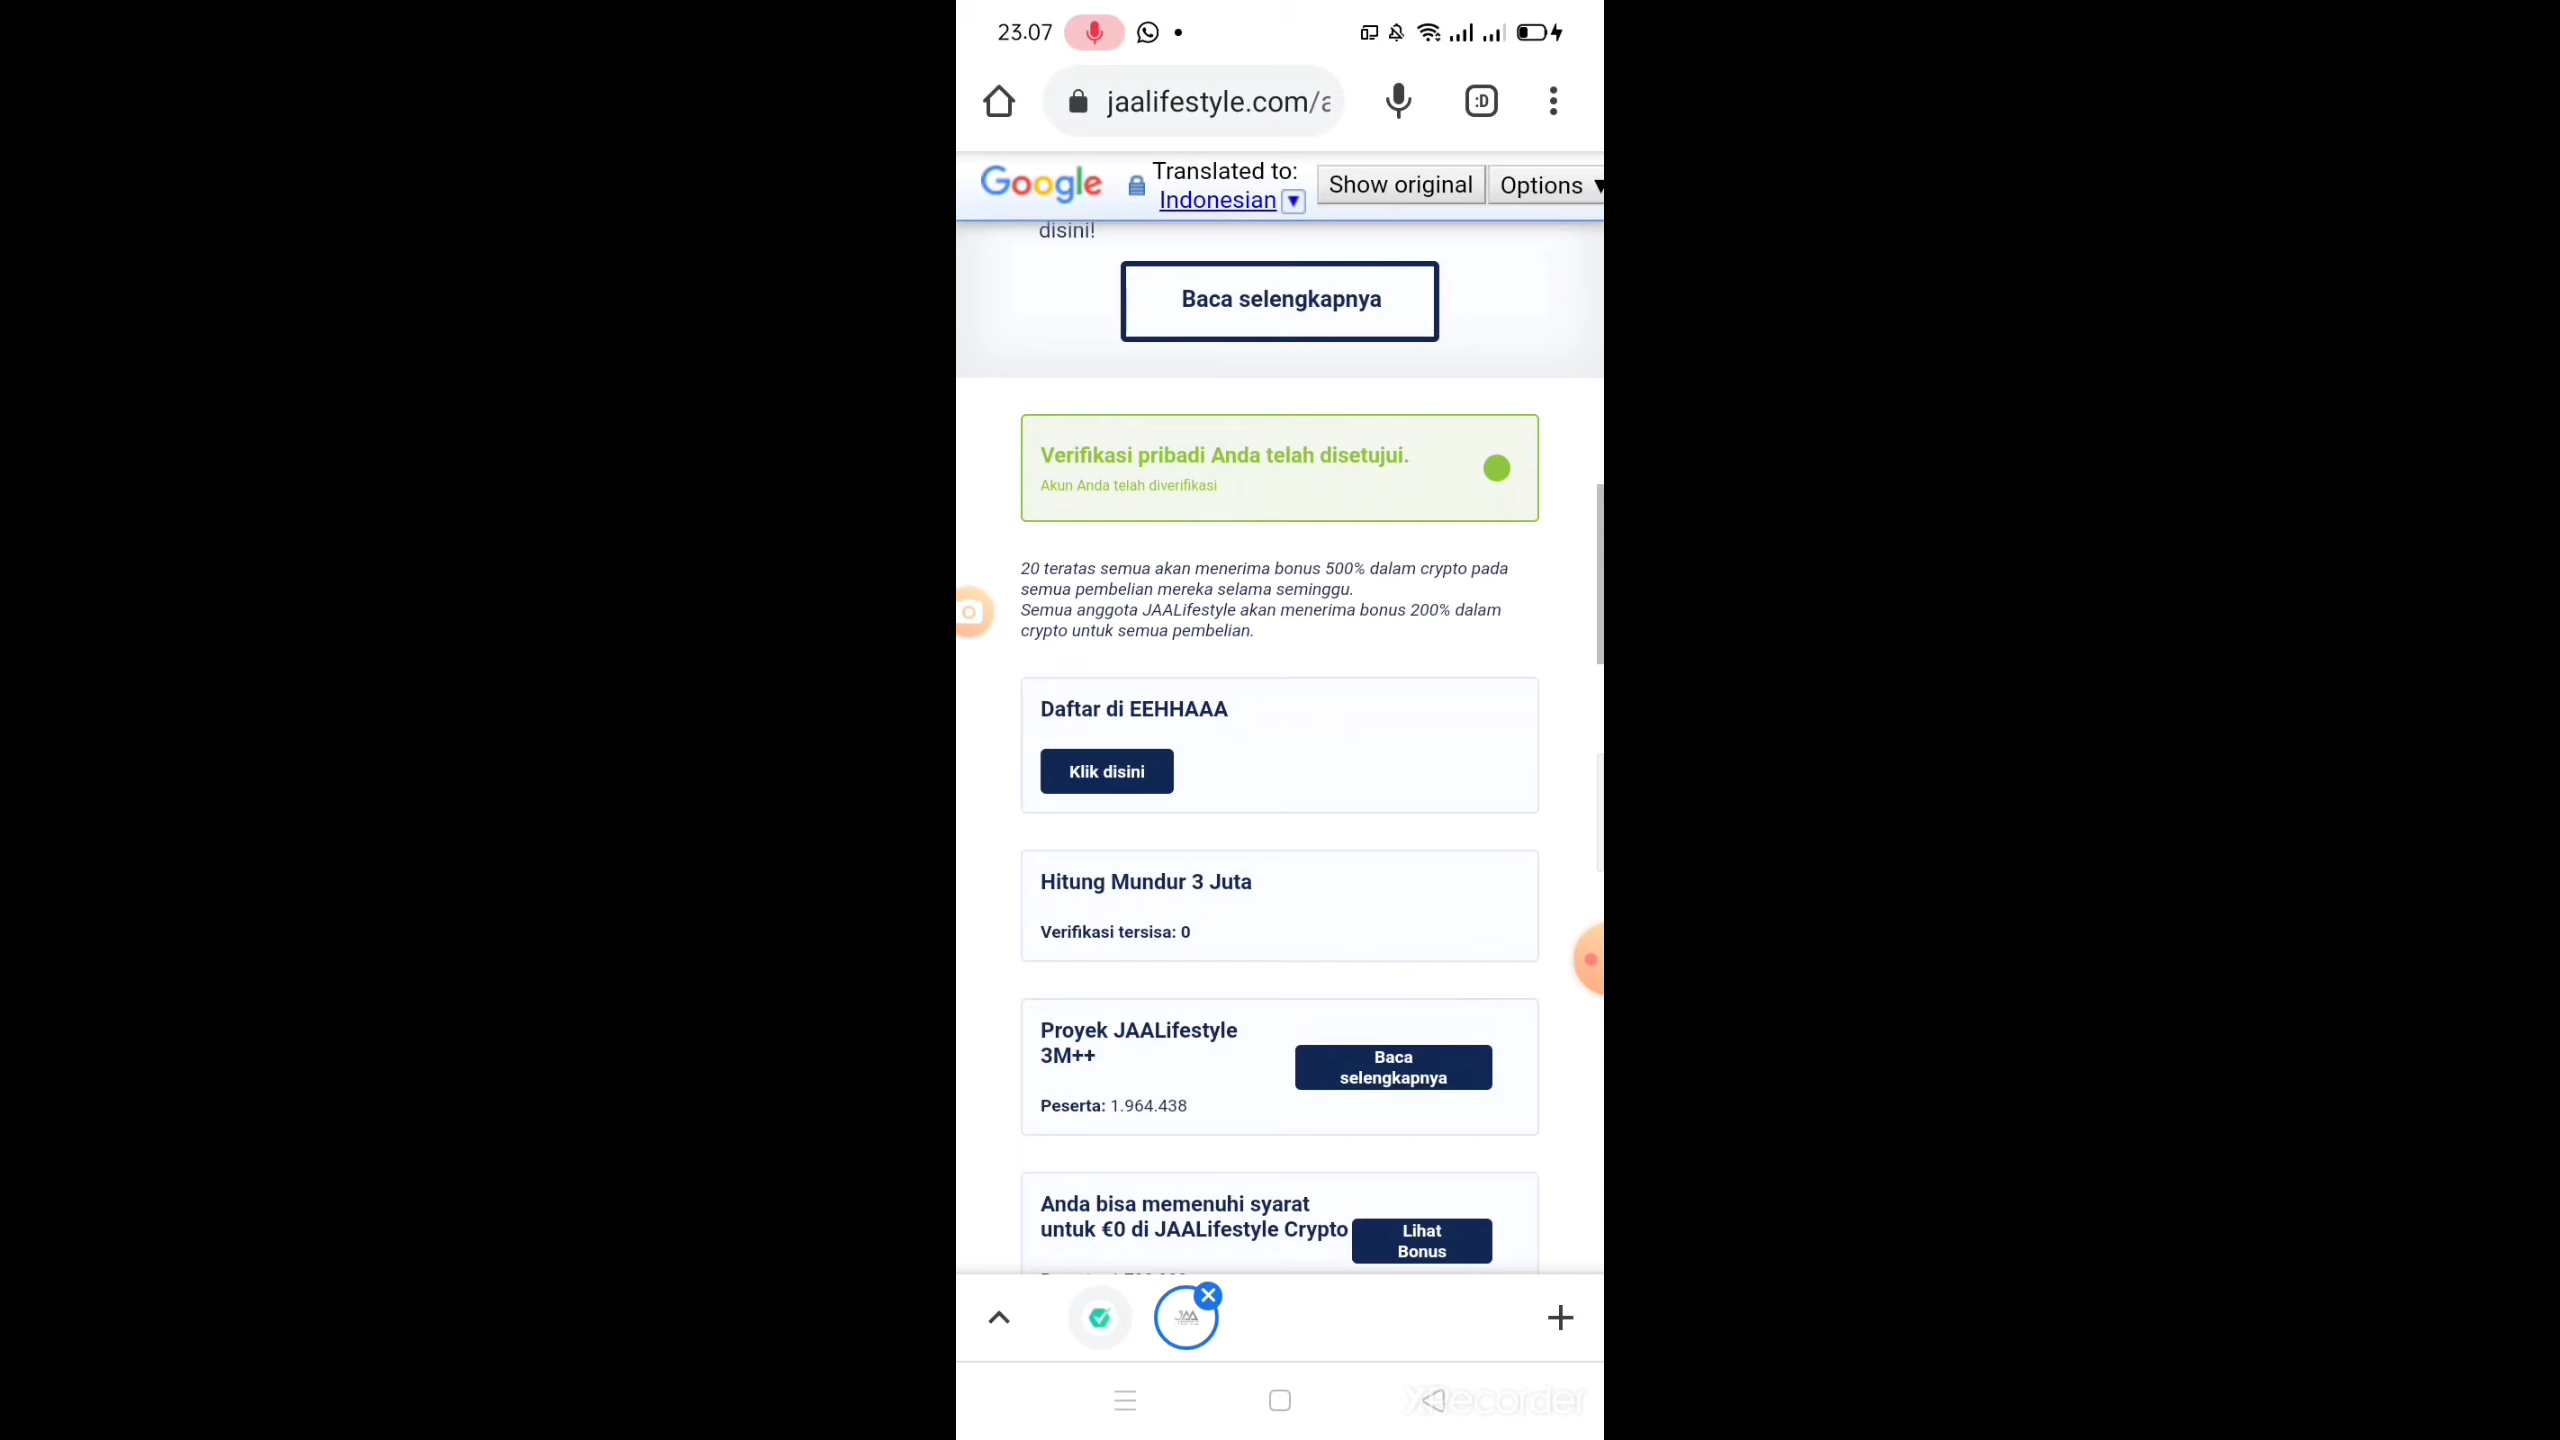 23.07
jaalifestyle.com/a
:D
Google
Translated to:
Indonesian
Show original
Options
disini!
Baca selengkapnya
Verifikasi pribadi Anda telah disetujui.
Akun Anda telah diverifikasi
20 teratas semua akan menerima bonus 500% dalam crypto pada
semua pembelian mereka selama seminggu.
Semua anggota JAALifestyle akan menerima bonus 200% dalam
crypto untuk semua pembelian.
Daftar di EEHHAAA
Klik disini
Hitung Mundur 3 Juta
Verifikasi tersisa: 0
Proyek JAALifestyle
3M++
Baca
selengkapnya
Peserta: 1.964.438
Anda bisa memenuhi syarat
untuk €0 di JAALifestyle Crypto
Lihat
Bonus
JAA
XRecorder